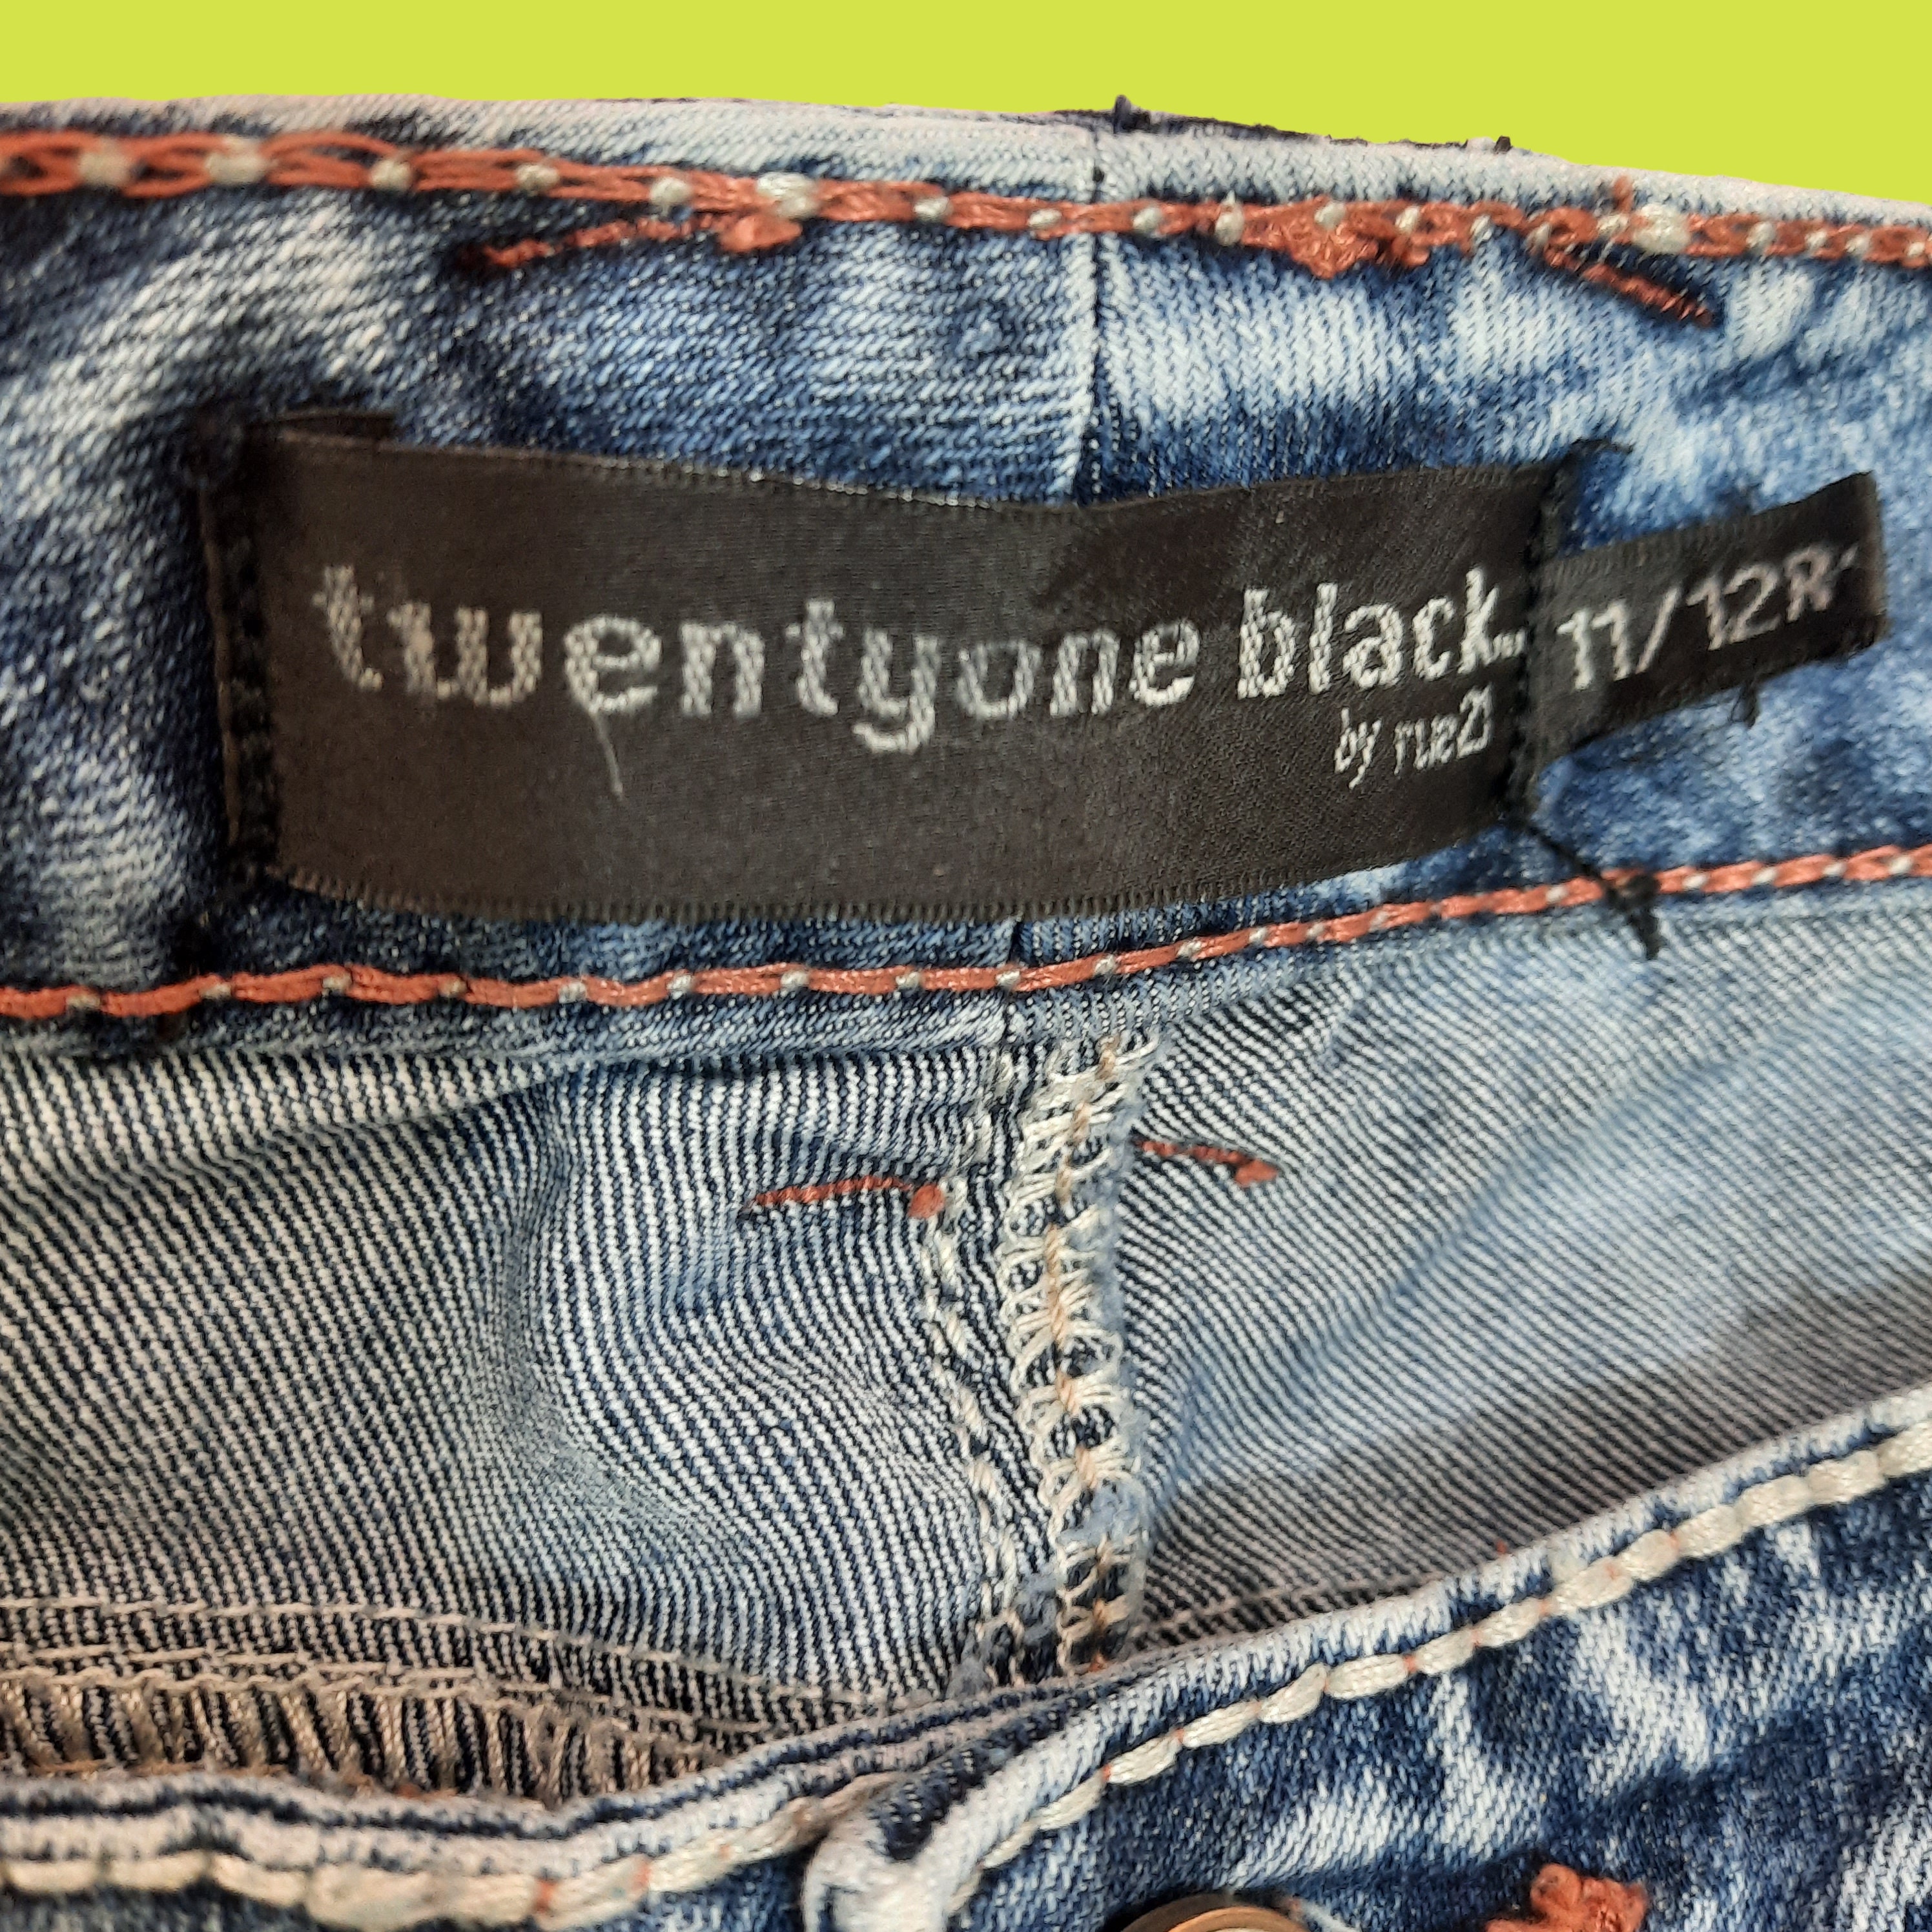 twentyone black.
by rue21
11/12R